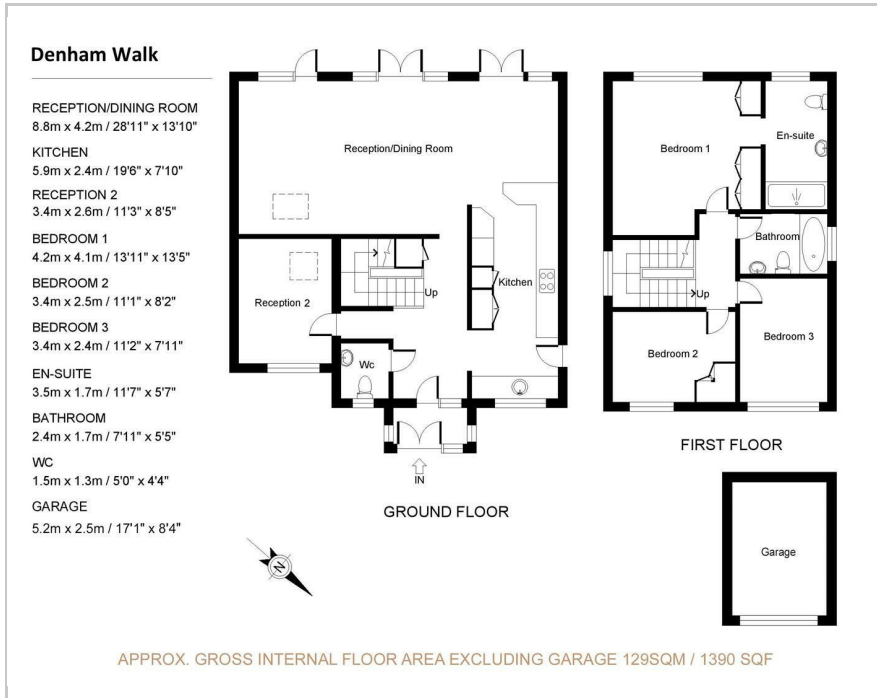 Denham Walk
RECEPTION/DINING ROOM
8.8m x 4.2m / 28'11" x 13'10"
KITCHEN
5.9m x 2.4m / 19'6" x 7'10"
RECEPTION 2
3.4m x 2.6m / 11'3" x 8'5"
BEDROOM 1
4.2m x 4.1m / 13'11" x 13'5"
BEDROOM 2
3.4m x 2.5m / 11'1" x 8'2"
BEDROOM 3
3.4m x 2.4m / 11'2" x 7'11"
EN-SUITE
3.5m x 1.7m / 11'7" x 5'7"
BATHROOM
2.4m x 1.7m / 7'11" x 5'5"
WC
1.5m x 1.3m / 5'0" x 4'4"
GARAGE
5.2m x 2.5m / 17'1" x 8'4"
Reception/Dining Room
Reception 2
Up
Kitchen
Wc
IN
GROUND FLOOR
Bedroom 1
En-suite
Bathroom
Up
Bedroom 2
Bedroom 3
FIRST FLOOR
Garage
N
APPROX. GROSS INTERNAL FLOOR AREA EXCLUDING GARAGE 129SQM / 1390 SQF